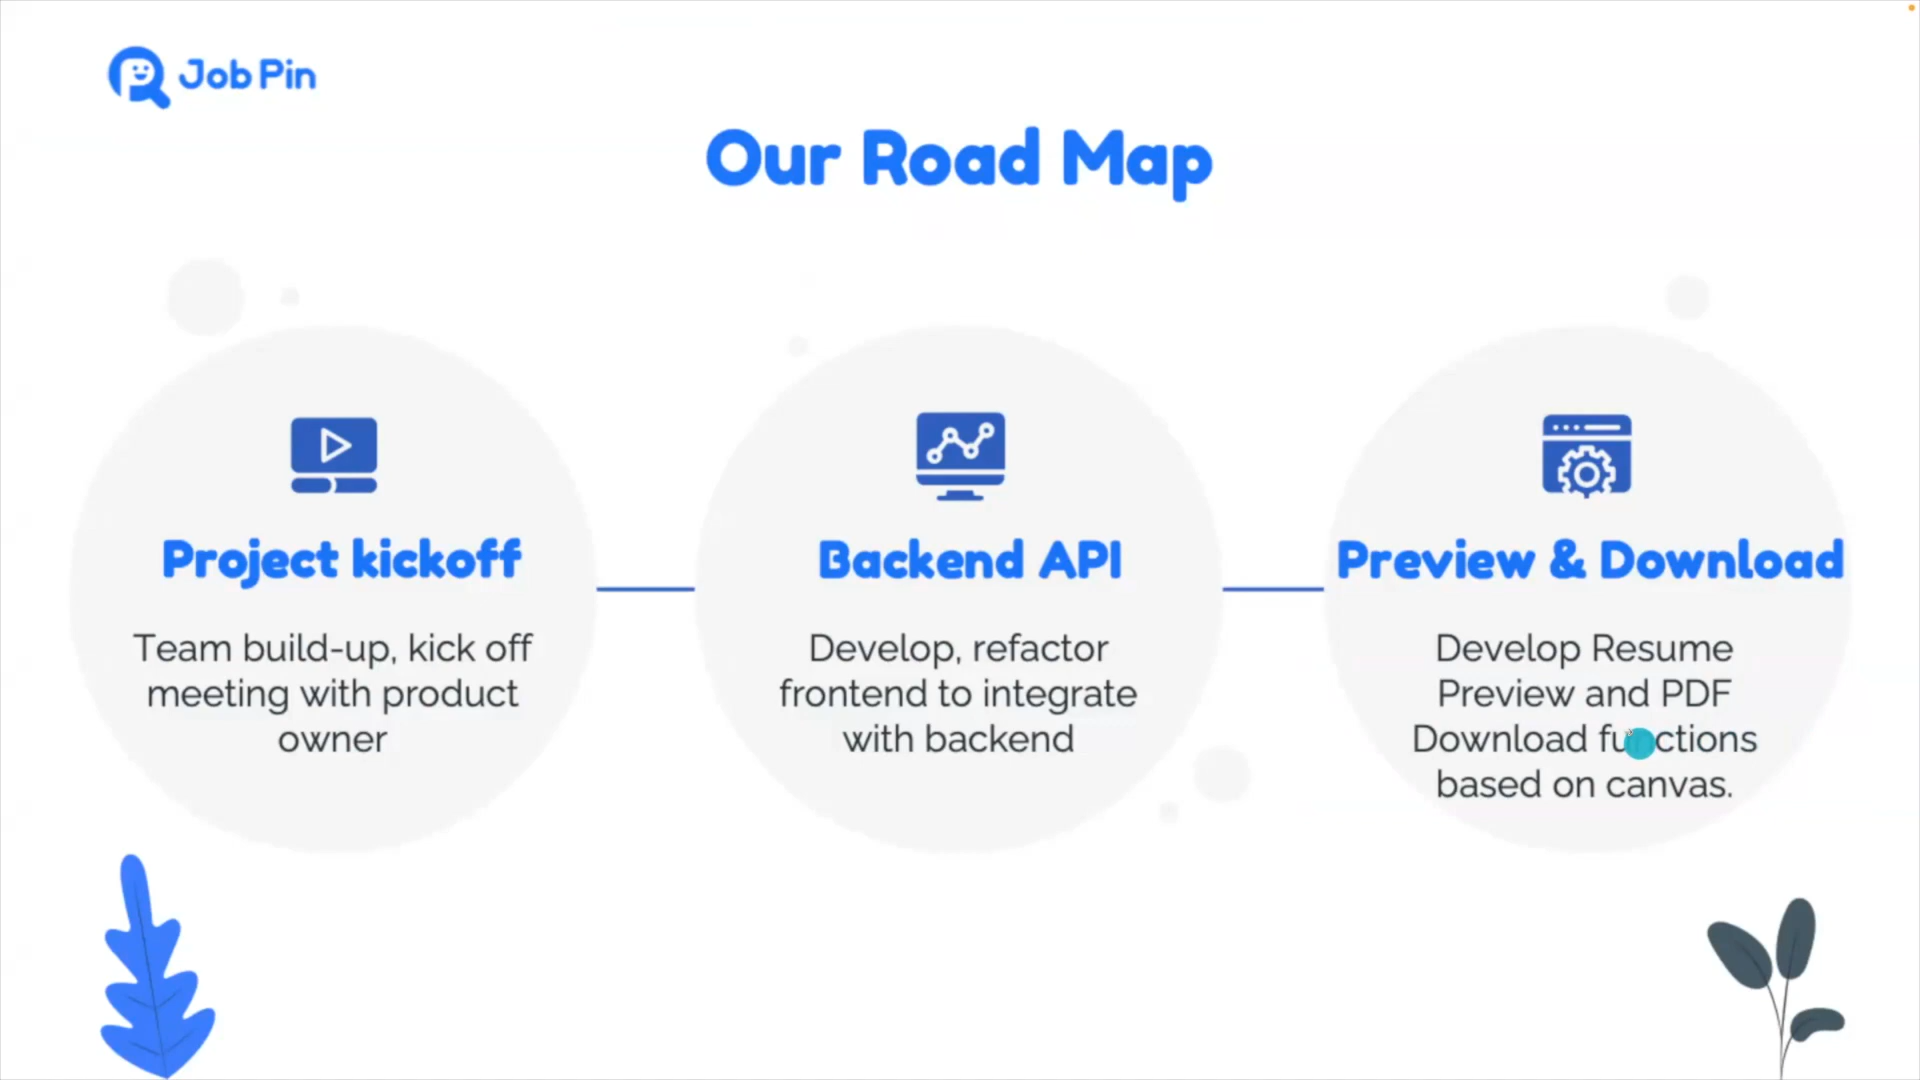 Job Pin
Our Road Map
Project kickoff
Team build-up, kick off
meeting with product
owner
Backend API
Develop, refactor
frontend to integrate
with backend
Preview & Download
Develop Resume
Preview and PDF
Download functions
based on canvas.